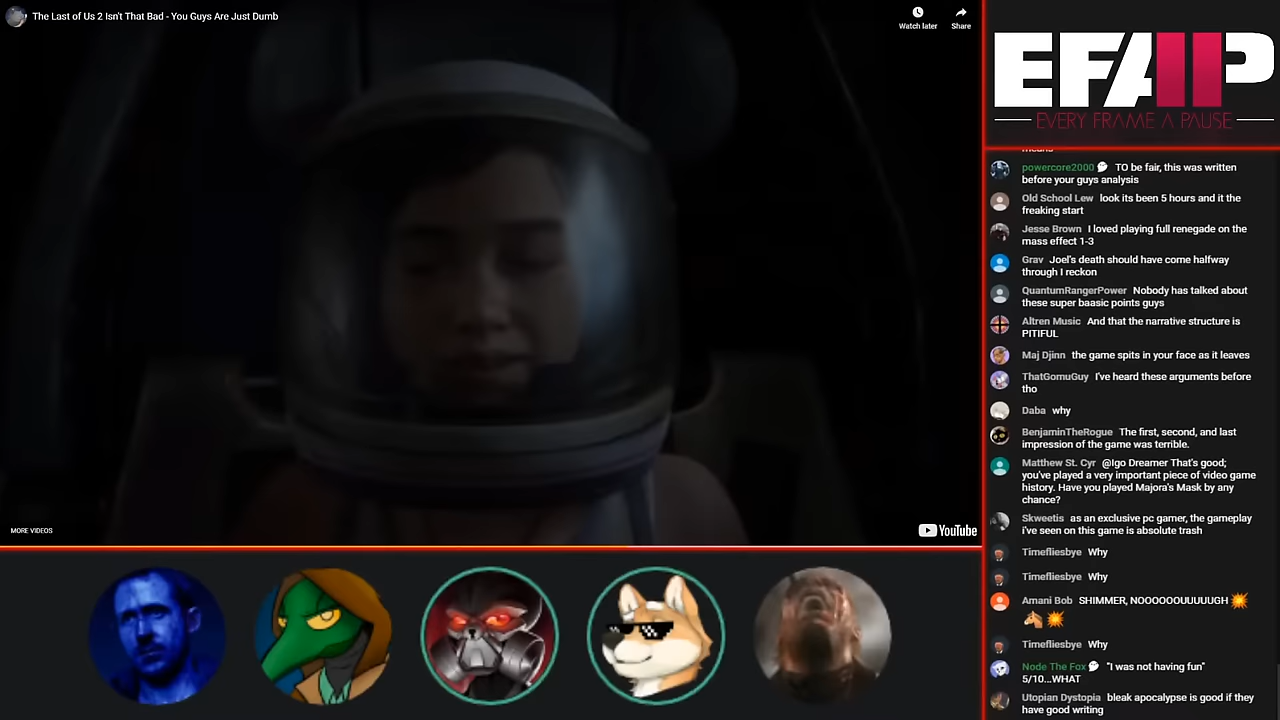 The Last of Us 2 Isn't That Bad - You Guys Are Just Dumb
Watch later
Share
MORE VIDEOS
YouTube
EFAP
EVERY FRAME A PAUSE
means
powercore2000 TO be fair, this was written
before your guys analysis
Old School Lew look its been 5 hours and it the
freaking start
Jesse Brown I loved playing full renegade on the
mass effect 1-3
Grav Joel's death should have come halfway
through I reckon
QuantumRangerPower Nobody has talked about
these super baasic points guys
Altren Music And that the narrative structure is
PITIFUL
Maj Djinn the game spits in your face as it leaves
ThatGomuGuy I've heard these arguments before
tho
Daba why
BenjaminTheRogue The first, second, and last
impression of the game was terrible.
Matthew St. Cyr @Igo Dreamer That's good;
you've played a very important piece of video game
history. Have you played Majora's Mask by any
chance?
Skweetis as an exclusive pc gamer, the gameplay
i've seen on this game is absolute trash
Timefliesbye Why
Timefliesbye Why
Amani Bob SHIMMER, NOOOOOOUUUUUGH
Timefliesbye Why
Node The Fox "I was not having fun"
5/10...WHAT
Utopian Dystopia bleak apocalypse is good if they
have good writing